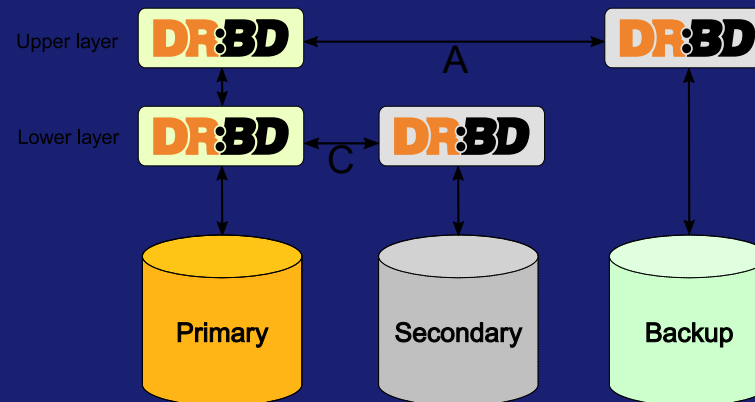 Upper layer
DR:BD
DR:BD
A
Lower layer
DR:BD
DR:BD
C
Primary
Secondary
Backup